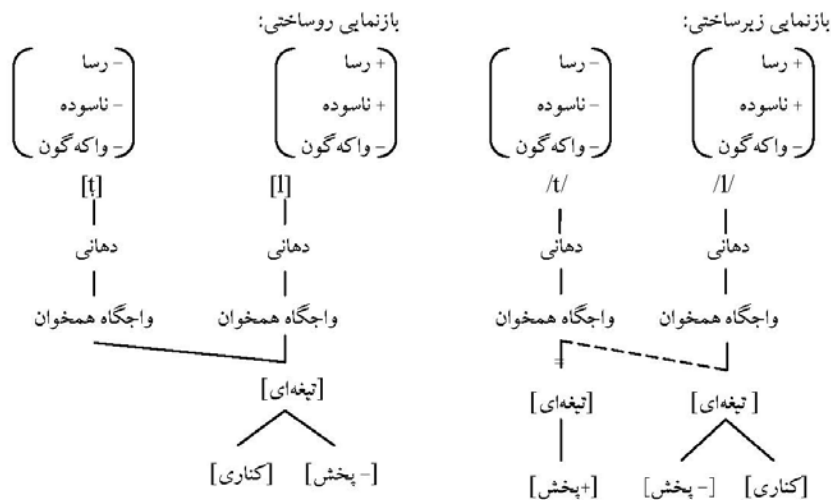 بازنمایی زیرساختی: بازنمایی روساختی:
+ رسا – رسا + رسا – رسا
+ ناسوده – ناسوده + ناسوده – ناسوده
– واکه‌گون – واکه‌گون – واکه‌گون – واکه‌گون
/l/ /t/ [l] [ṭ]
دهانی دهانی دهانی دهانی
واجگاه همخوان واجگاه همخوان واجگاه همخوان واجگاه همخوان
[تیغه‌ای]
[تیغه‌ای] [تیغه‌ای]
[– پخش] [کناری]
[کناری] [– پخش] [+پخش]